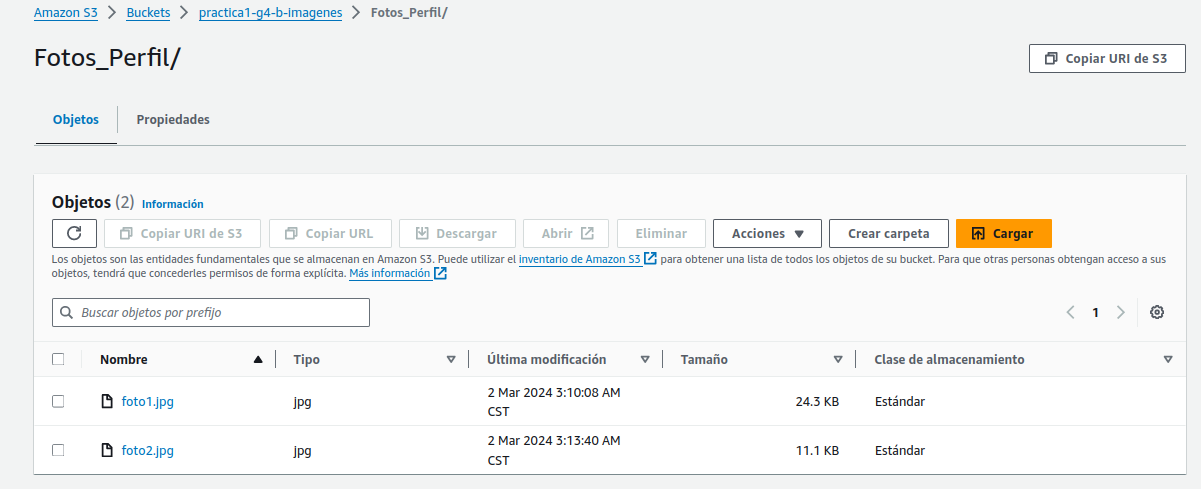 Amazon S3 > Buckets > practica1-g4-b-imagenes > Fotos_Perfil/
Fotos_Perfil/
Copiar URI de S3
Objetos Propiedades
Objetos (2) Información
Copiar URI de S3 Copiar URL Descargar Abrir Eliminar Acciones Crear carpeta Cargar
Los objetos son las entidades fundamentales que se almacenan en Amazon S3. Puede utilizar el inventario de Amazon S3 para obtener una lista de todos los objetos de su bucket. Para que otras personas obtengan acceso a sus
objetos, tendrá que concederles permisos de forma explícita. Más información
Buscar objetos por prefijo
1
Nombre Tipo Última modificación Tamaño Clase de almacenamiento
foto1.jpg jpg 2 Mar 2024 3:10:08 AM CST 24.3 KB Estándar
foto2.jpg jpg 2 Mar 2024 3:13:40 AM CST 11.1 KB Estándar